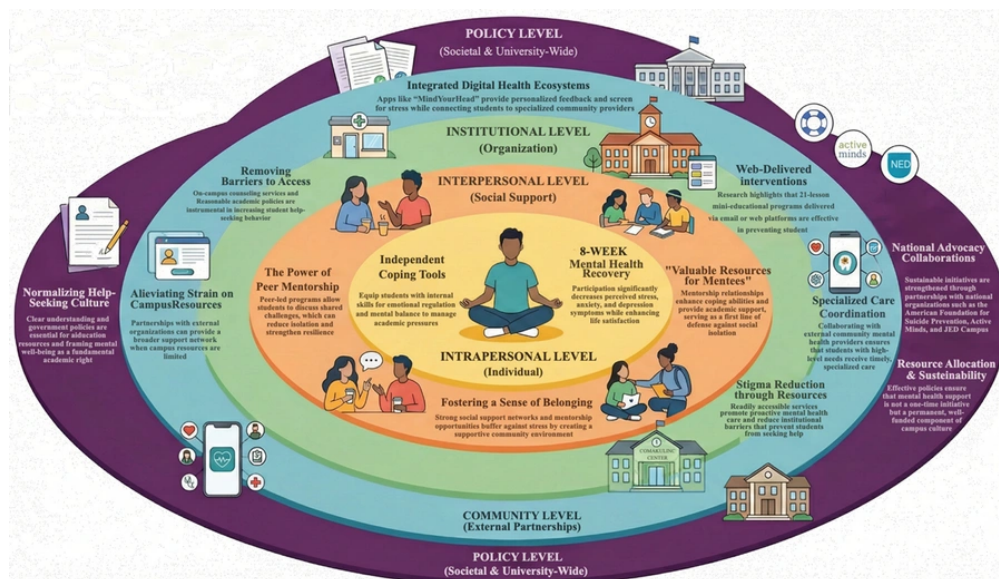 POLICY LEVEL
(Societal & University-Wide)
Integrated Digital Health Ecosystems
Apps like "MindYourHead" provide personalized feedback and screen
for stress while connecting students to specialized community providers
INSTITUTIONAL LEVEL
(Organization)
Removing
Barriers to Access
On-campus counseling services and
Reasonable academic policies are
instrumental in increasing student help-
seeking behavior
INTERPERSONAL LEVEL
(Social Support)
Web-Delivered
interventions
Research highlights that 21-lesson
mini-educational programs delivered
via email or web platforms are effective
in preventing student
active
minds
NED
Normalizing Help-
Seeking Culture
Clear understanding and
government policies are
essential for aducation
resources and framing mental
well-being as a fundamental
academic right
Alieviating Strain on
CampusResources
Partnerships with external
organizations can provide a
broader support network
when campus resources are
limited
The Power of
Peer Mentorship
Peer-led programs allow
students to discuss shared
challenges, which can
reduce isolation and
strengthen resilience
Independent
Coping Tools
Equip students with internal
skills for emotional regulation
and mental balance to manage
academic pressures
8-WEEK
Mental Health
Recovery
Participation significantly
decreases perceived stress,
anxiety, and depression
symptoms while enhancing
life satisfaction
"Valuable Resources
for Mentees"
Mentorship relationships
enhance coping abilities and
provide academic support,
serving as a first line of
defense against social
isolation
Specialized Care
Coordination
Collaborating with
external community mental
health providers ensures
that students with high-
level needs receive timely,
specialized care
National Advocacy
Collaborations
Sustainable initiatives are
strengthened through
partnerships with national
organizations such as the
American Foundation for
Suicide Prevention, Active
Minds, and JED Campus
INTRAPERSONAL LEVEL
(Individual)
Fostering a Sense of Belonging
Strong social support networks and mentorship
opportunities buffer against stress by creating a
supportive community environment
Stigma Reduction
through Resources
Readily accessible services
promote proactive mental health
care and reduce institutional
barriers that prevent students
from seeking help
Resource Allocation
& Sustainability
Effective policies ensure
that mental health support
is not a one-time initiative
but a permanent, well-
funded component of
campus culture
CENTER
COMMUNITY LEVEL
(External Partnerships)
POLICY LEVEL
(Societal & University-Wide)